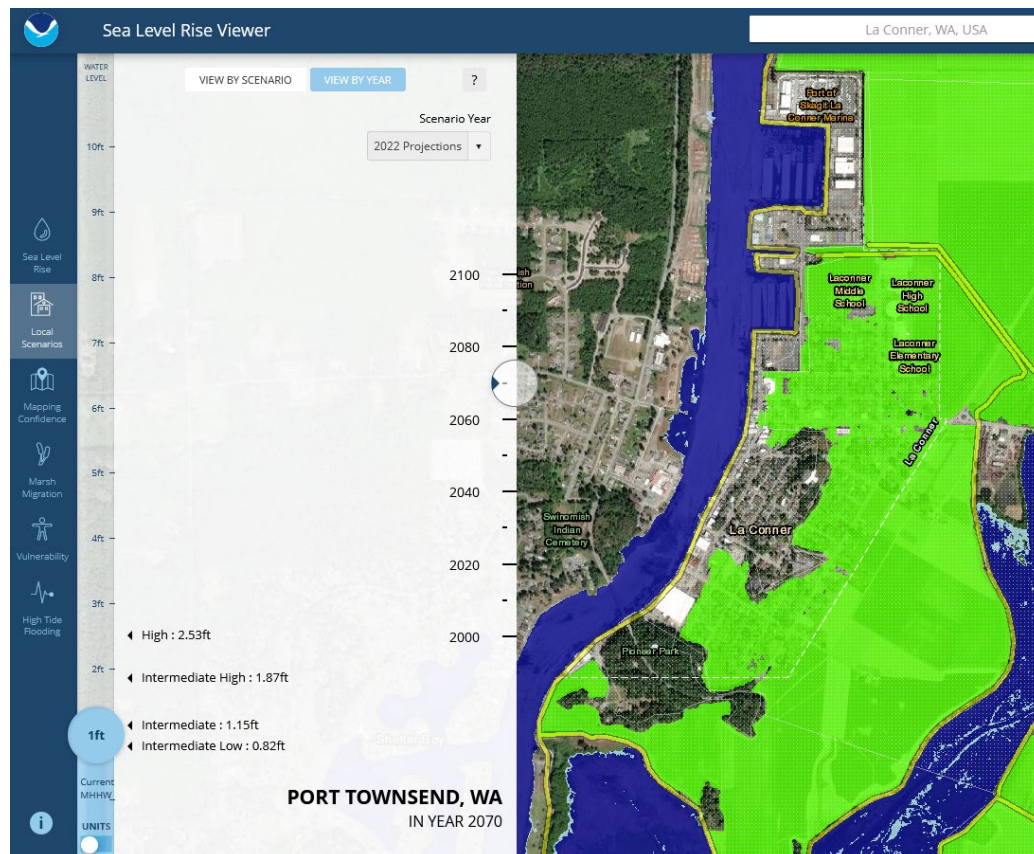 Sea Level Rise Viewer
La Conner, WA, USA
WATER
LEVEL
VIEW BY SCENARIO
VIEW BY YEAR
?
Scenario Year
2022 Projections
10ft
9ft
8ft
7ft
6ft
5ft
4ft
3ft
2ft
1ft
Current
MHHW
UNITS
Sea Level
Rise
Local
Scenarios
Mapping
Confidence
Marsh
Migration
Vulnerability
High Tide
Flooding
i
2100
2080
2060
2040
2020
2000
High : 2.53ft
Intermediate High : 1.87ft
Intermediate : 1.15ft
Intermediate Low : 0.82ft
Shelter Bay
PORT TOWNSEND, WA
IN YEAR 2070
Port of
Skagit La
Conner Marina
Laconner
Middle
School
Laconner
High
School
Laconner
Elementary
School
La Conner
La Conner
Swinomish
Indian
Cemetery
Pioneer Park